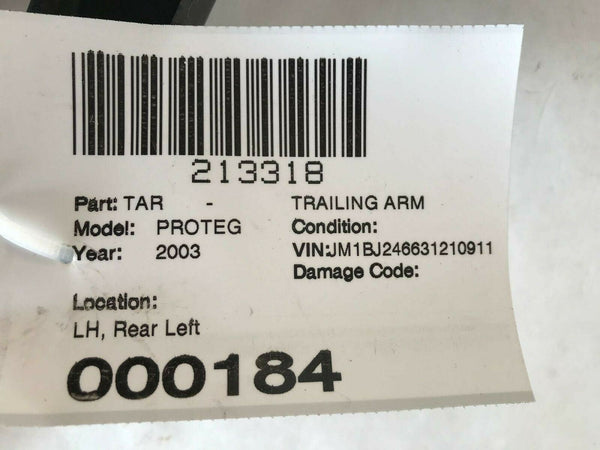 213318
Part: TAR - TRAILING ARM
Model: PROTEG Condition:
Year: 2003 VIN:JM1BJ246631210911
Damage Code:
Location:
LH, Rear Left
000184